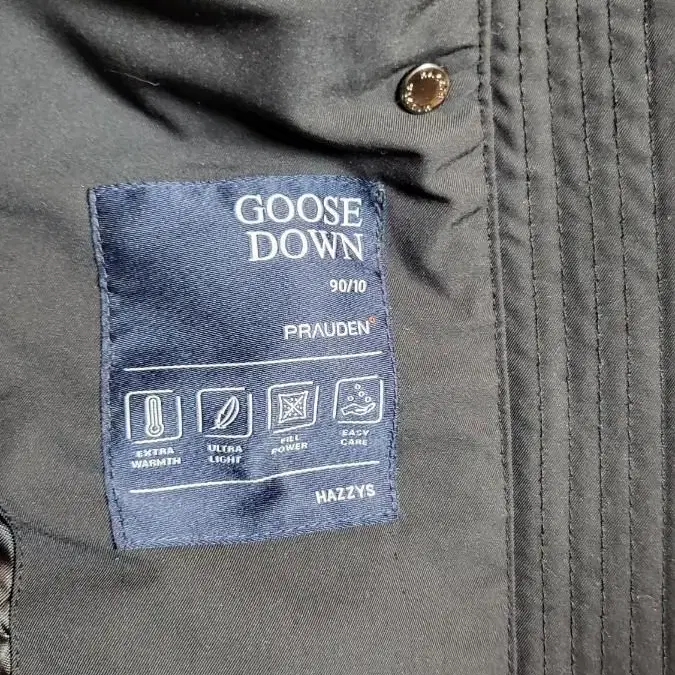 GOOSE
DOWN
90/10
PRAUDEN
EXTRA
WARMTH
ULTRA
LIGHT
FILL
POWER
EASY
CARE
HAZZYS